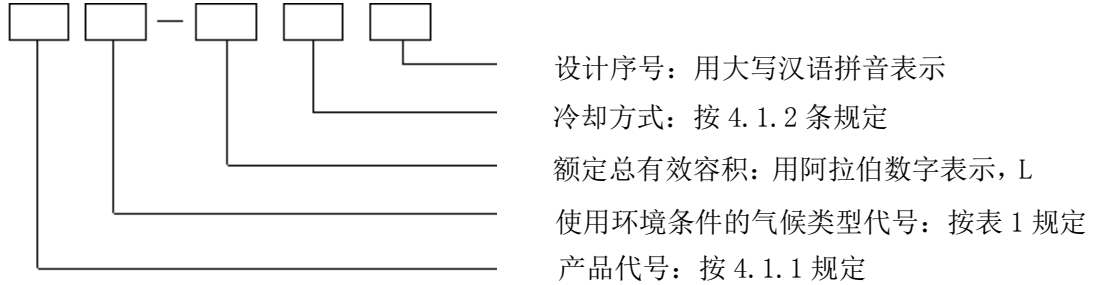 设计序号：用大写汉语拼音表示
冷却方式：按 4.1.2 条规定
额定总有效容积：用阿拉伯数字表示，L
使用环境条件的气候类型代号：按表 1 规定
产品代号：按 4.1.1 规定